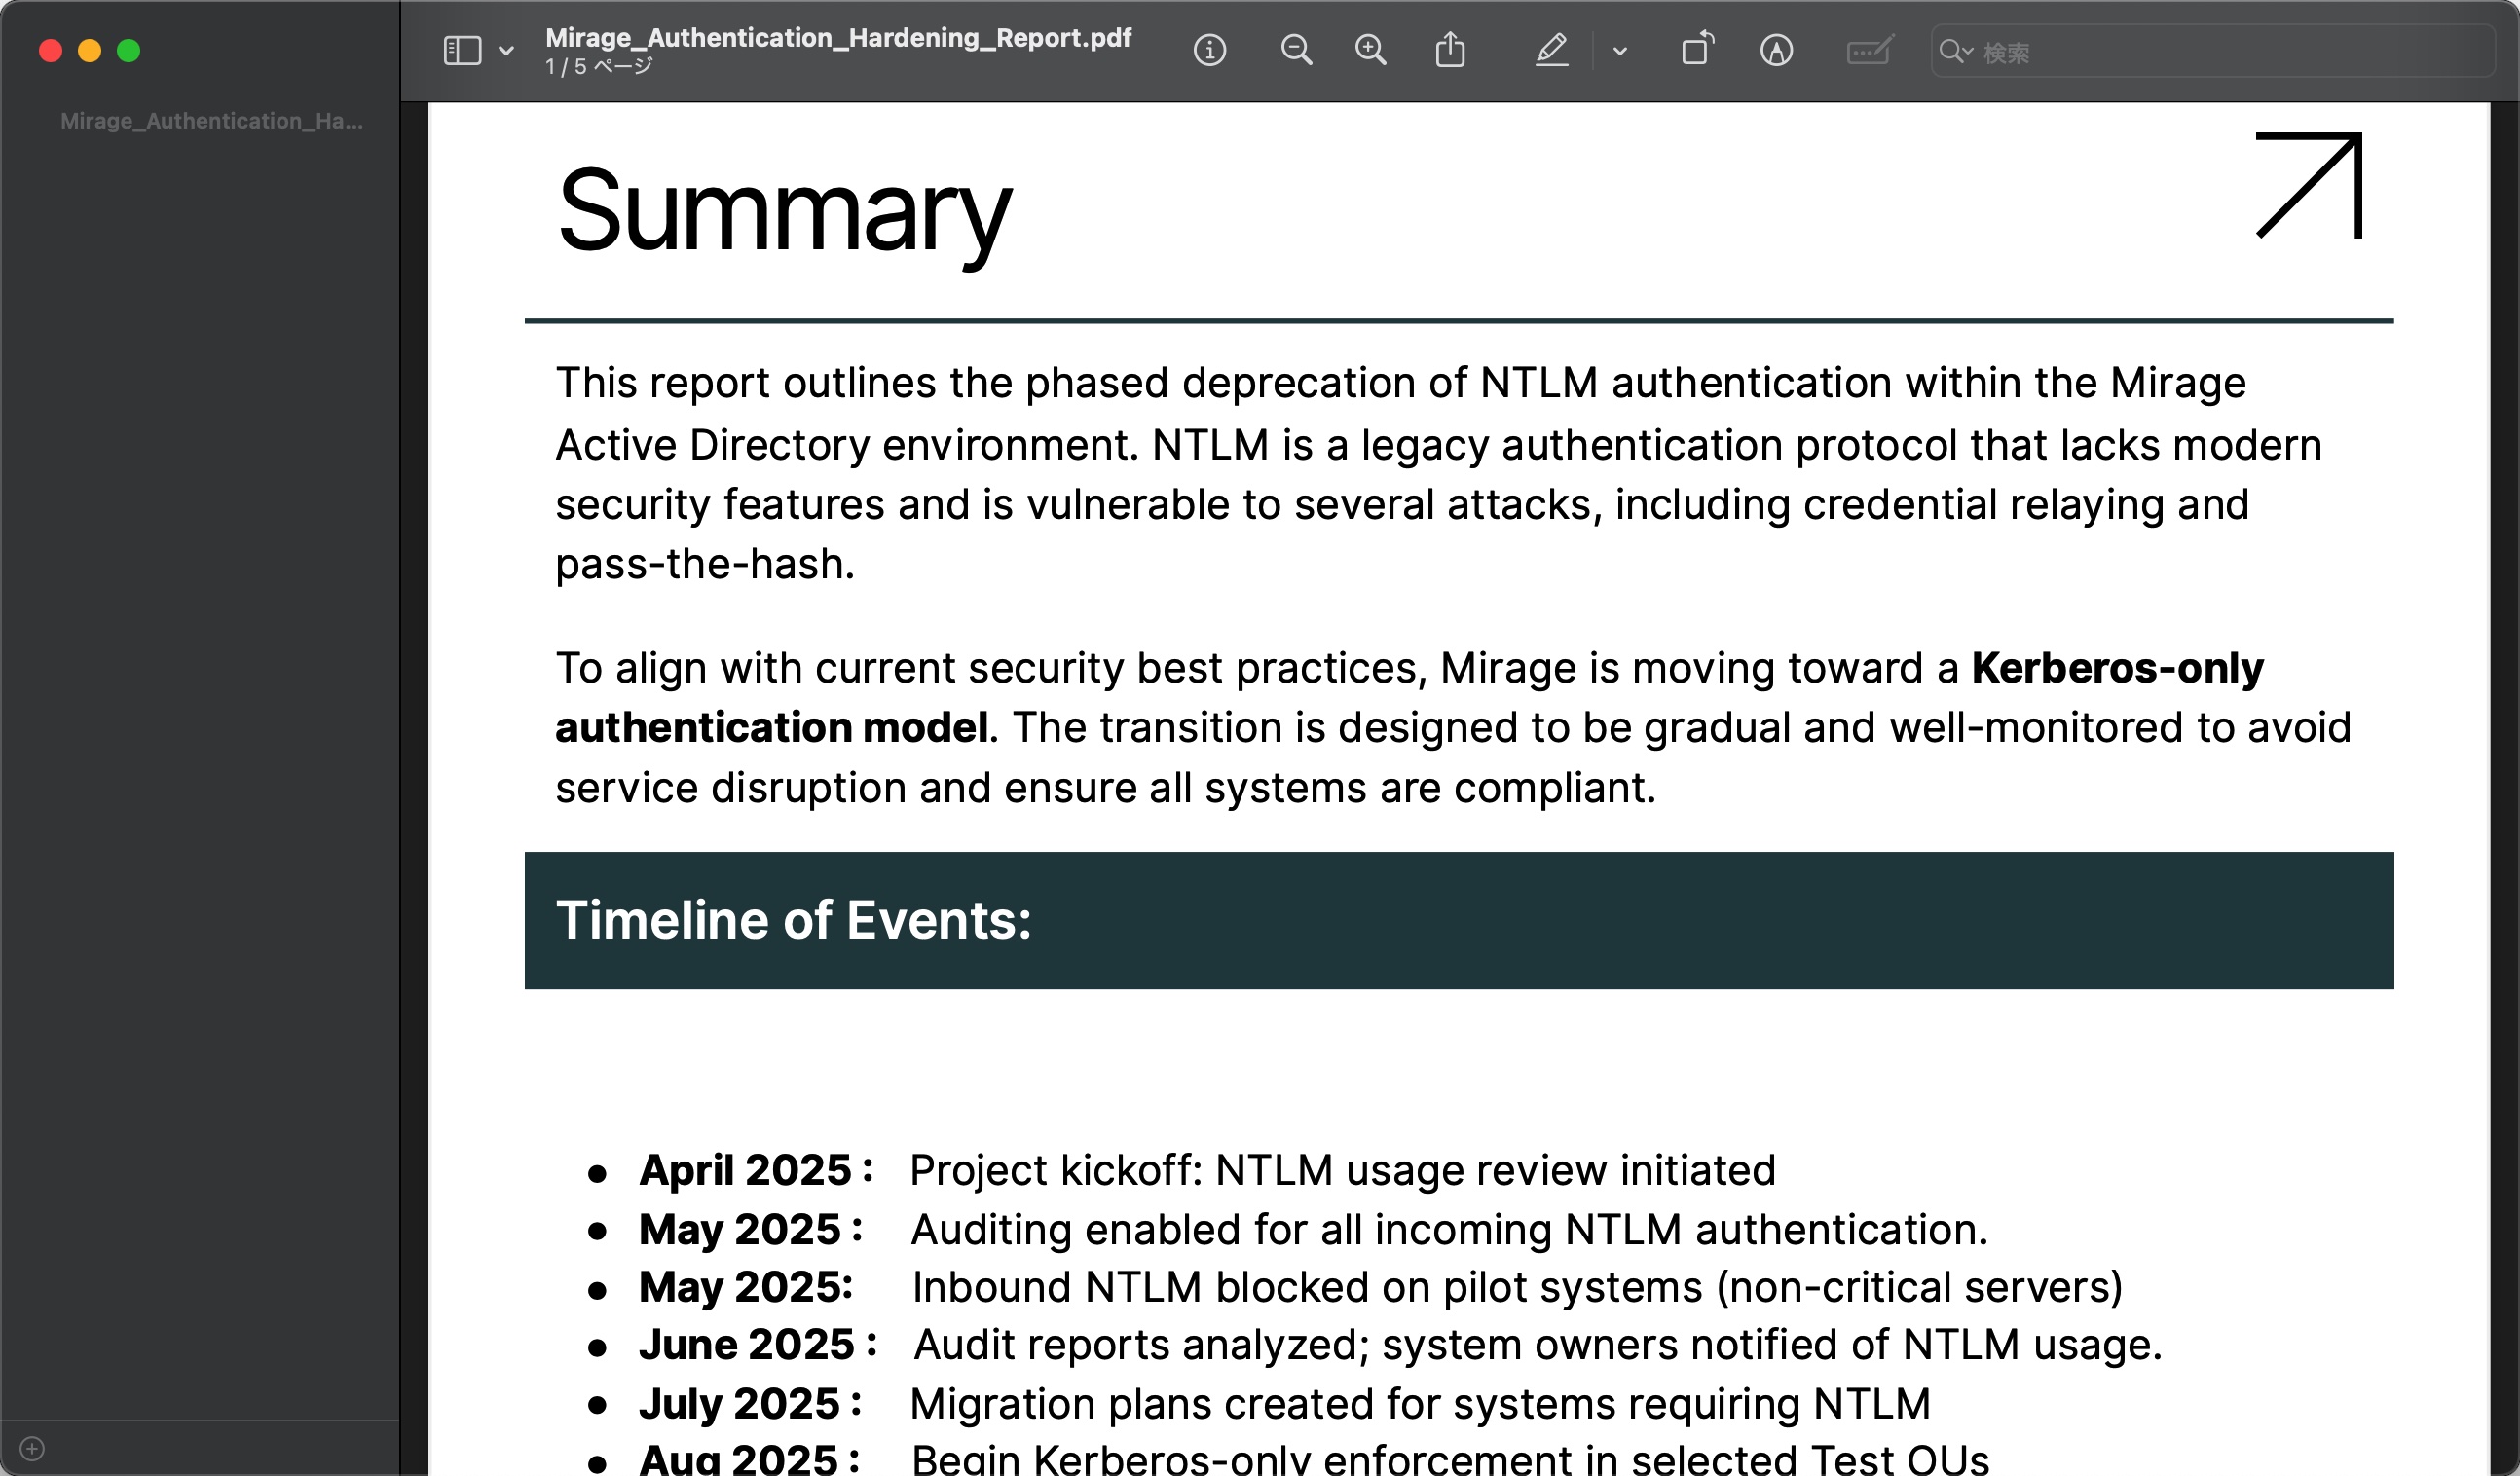 Mirage_Authentication_Hardening_Report.pdf
1 / 5 ページ
検索
Mirage_Authentication_Ha...
Summary
This report outlines the phased deprecation of NTLM authentication within the Mirage
Active Directory environment. NTLM is a legacy authentication protocol that lacks modern
security features and is vulnerable to several attacks, including credential relaying and
pass-the-hash.
To align with current security best practices, Mirage is moving toward a Kerberos-only
authentication model. The transition is designed to be gradual and well-monitored to avoid
service disruption and ensure all systems are compliant.
Timeline of Events:
● April 2025 : Project kickoff: NTLM usage review initiated
● May 2025 : Auditing enabled for all incoming NTLM authentication.
● May 2025: Inbound NTLM blocked on pilot systems (non-critical servers)
● June 2025 : Audit reports analyzed; system owners notified of NTLM usage.
● July 2025 : Migration plans created for systems requiring NTLM
● Aug 2025 : Begin Kerberos-only enforcement in selected Test OUs